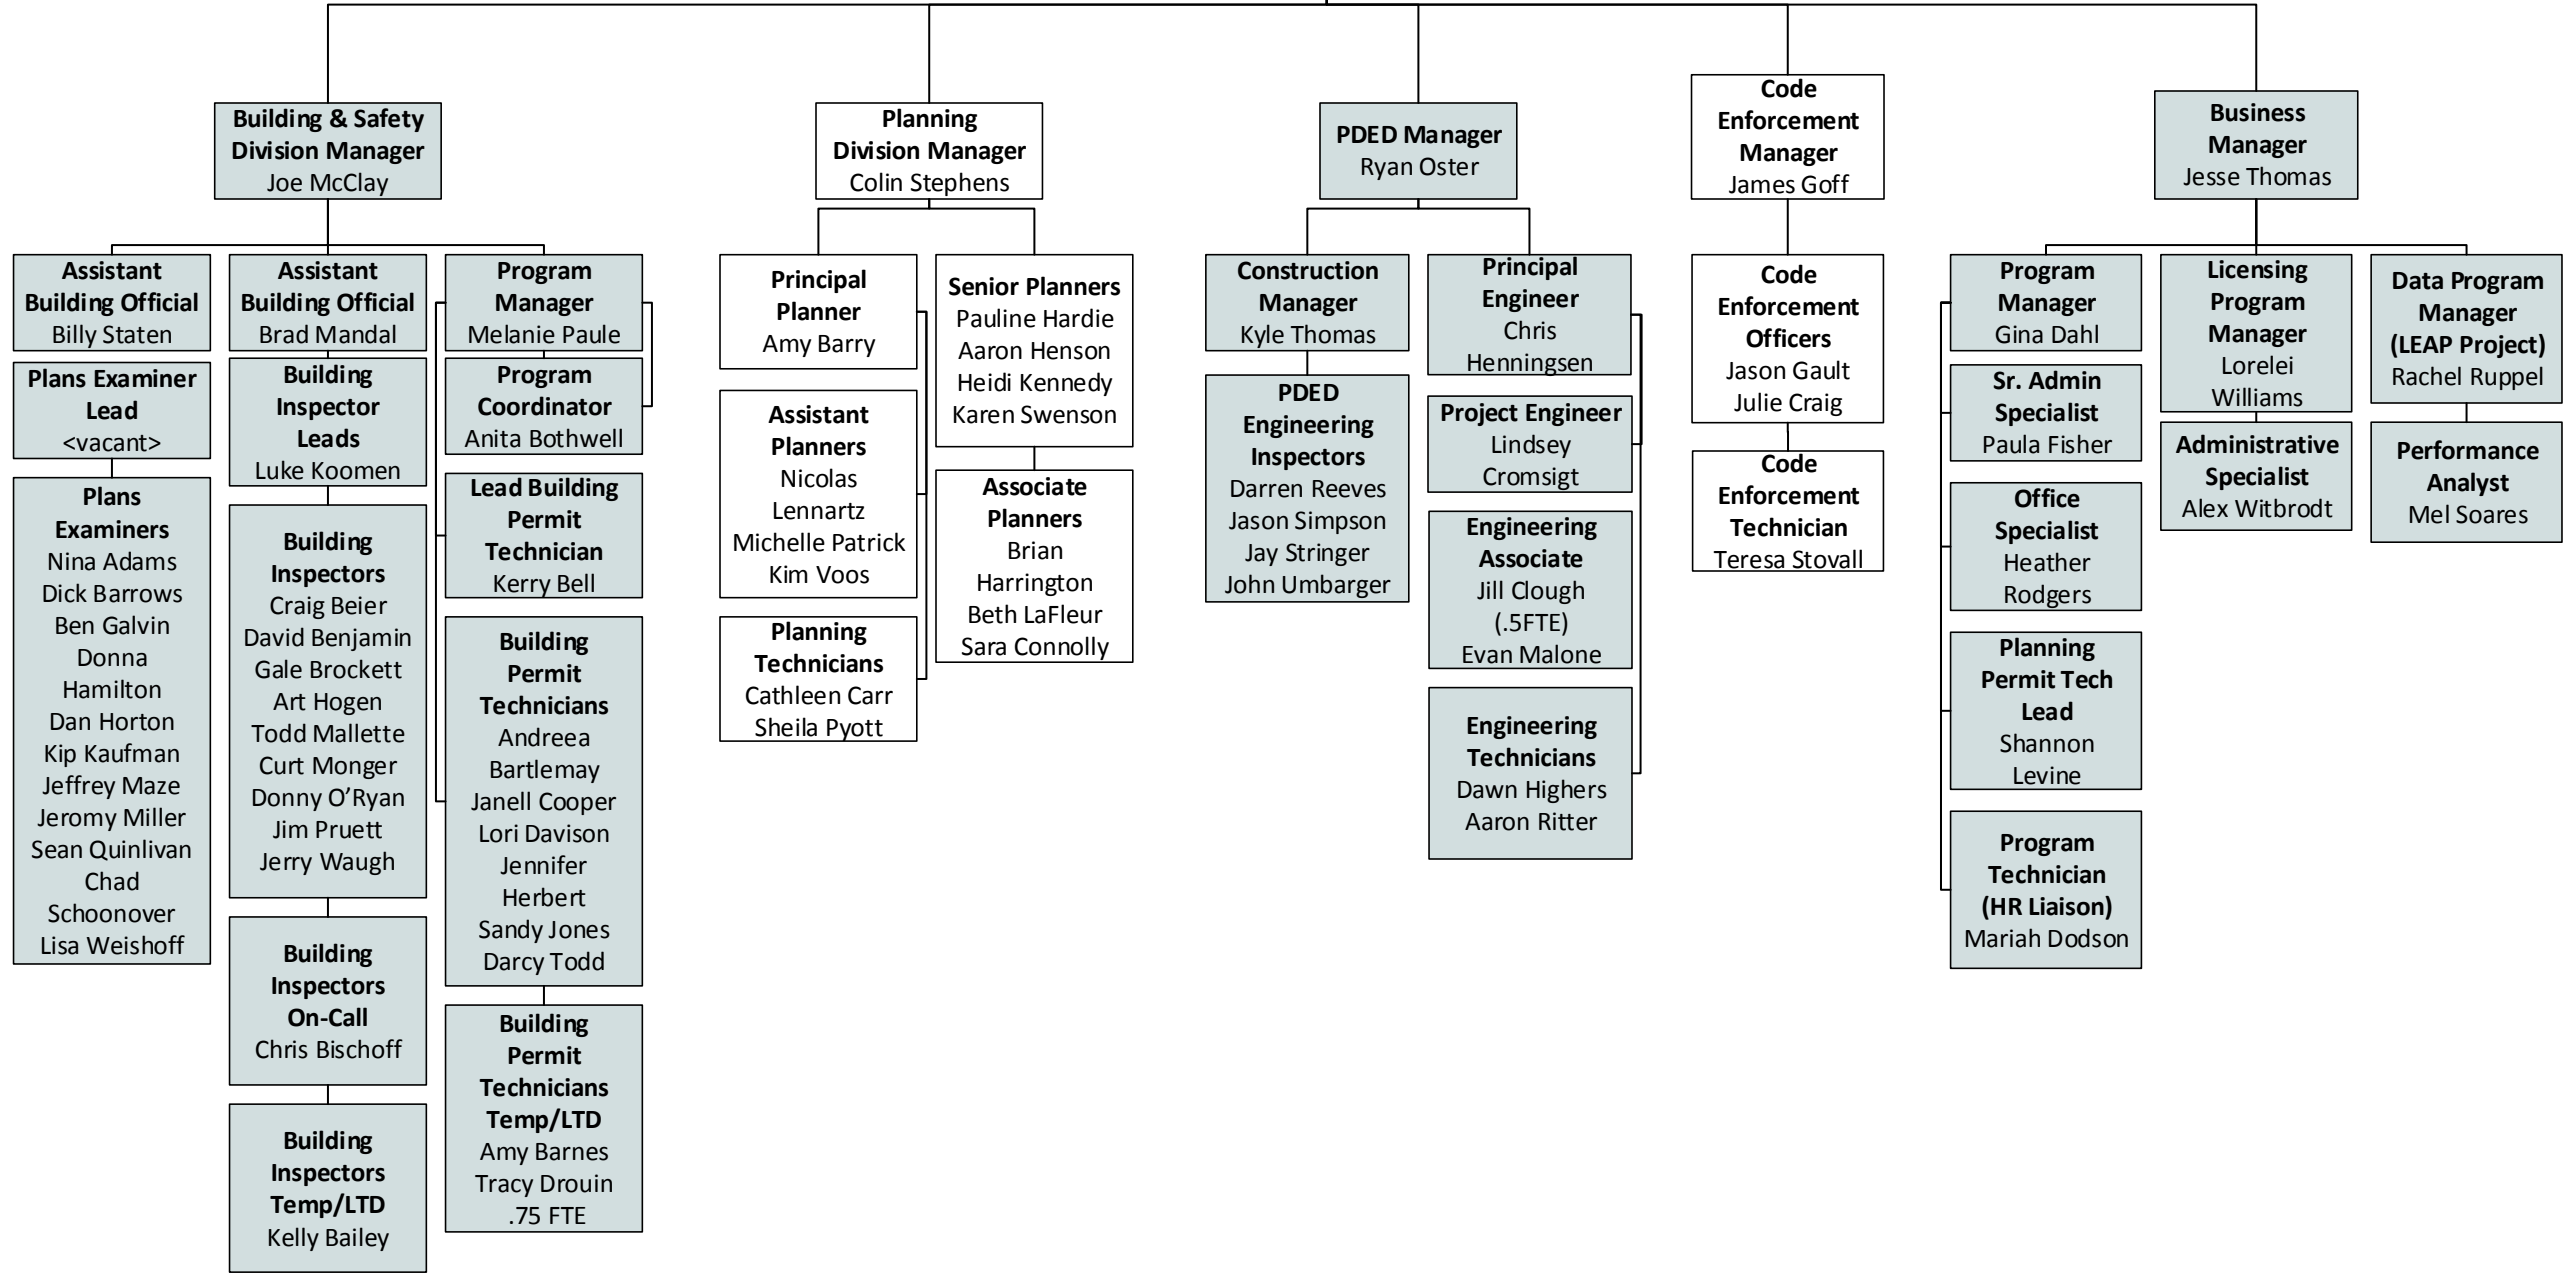 Building & Safety
Division Manager
Joe McClay
Assistant
Building Official
Billy Staten
Plans Examiner
Lead
<vacant>
Plans
Examiners
Nina Adams
Dick Barrows
Ben Galvin
Donna
Hamilton
Dan Horton
Kip Kaufman
Jeffrey Maze
Jeromy Miller
Sean Quinlivan
Chad
Schoonover
Lisa Weishoff
Assistant
Building Official
Brad Mandal
Building
Inspector
Leads
Luke Koomen
Building
Inspectors
Craig Beier
David Benjamin
Gale Brockett
Art Hogen
Todd Mallette
Curt Monger
Donny O’Ryan
Jim Pruett
Jerry Waugh
Building
Inspectors
On-Call
Chris Bischoff
Building
Inspectors
Temp/LTD
Kelly Bailey
Program
Manager
Melanie Paule
Program
Coordinator
Anita Bothwell
Lead Building
Permit
Technician
Kerry Bell
Building
Permit
Technicians
Andreea
Bartlemay
Janell Cooper
Lori Davison
Jennifer
Herbert
Sandy Jones
Darcy Todd
Building
Permit
Technicians
Temp/LTD
Amy Barnes
Tracy Drouin
.75 FTE
Planning
Division Manager
Colin Stephens
Principal
Planner
Amy Barry
Assistant
Planners
Nicolas
Lennartz
Michelle Patrick
Kim Voos
Planning
Technicians
Cathleen Carr
Sheila Pyott
Senior Planners
Pauline Hardie
Aaron Henson
Heidi Kennedy
Karen Swenson
Associate
Planners
Brian
Harrington
Beth LaFleur
Sara Connolly
PDED Manager
Ryan Oster
Construction
Manager
Kyle Thomas
PDED
Engineering
Inspectors
Darren Reeves
Jason Simpson
Jay Stringer
John Umbarger
Principal
Engineer
Chris
Henningsen
Project Engineer
Lindsey
Cromsigt
Engineering
Associate
Jill Clough
(.5FTE)
Evan Malone
Engineering
Technicians
Dawn Highers
Aaron Ritter
Code
Enforcement
Manager
James Goff
Code
Enforcement
Officers
Jason Gault
Julie Craig
Code
Enforcement
Technician
Teresa Stovall
Business
Manager
Jesse Thomas
Program
Manager
Gina Dahl
Sr. Admin
Specialist
Paula Fisher
Office
Specialist
Heather
Rodgers
Planning
Permit Tech
Lead
Shannon
Levine
Program
Technician
(HR Liaison)
Mariah Dodson
Licensing
Program
Manager
Lorelei
Williams
Administrative
Specialist
Alex Witbrodt
Data Program
Manager
(LEAP Project)
Rachel Ruppel
Performance
Analyst
Mel Soares